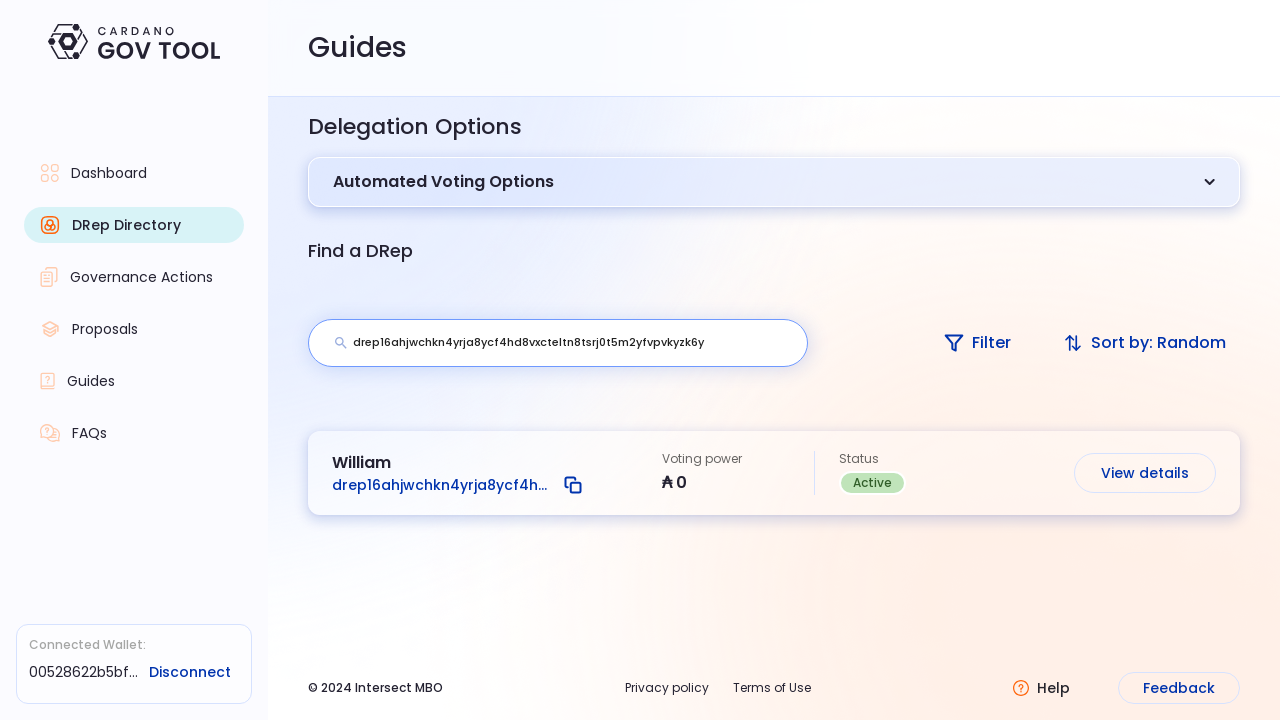 CARDANO
GOV TOOL
Guides
Dashboard
DRep Directory
Governance Actions
Proposals
Guides
FAQs
Connected Wallet:
00528622b5bf... Disconnect
Delegation Options
Automated Voting Options
Find a DRep
drep16ahjwchkn4yrja8ycf4hd8vxcteltn8tsrj0t5m2yfvpvkyzk6y
Filter
Sort by: Random
William
drep16ahjwchkn4yrja8ycf4h...
Voting power
₳ 0
Status
Active
View details
© 2024 Intersect MBO
Privacy policy
Terms of Use
Help
Feedback